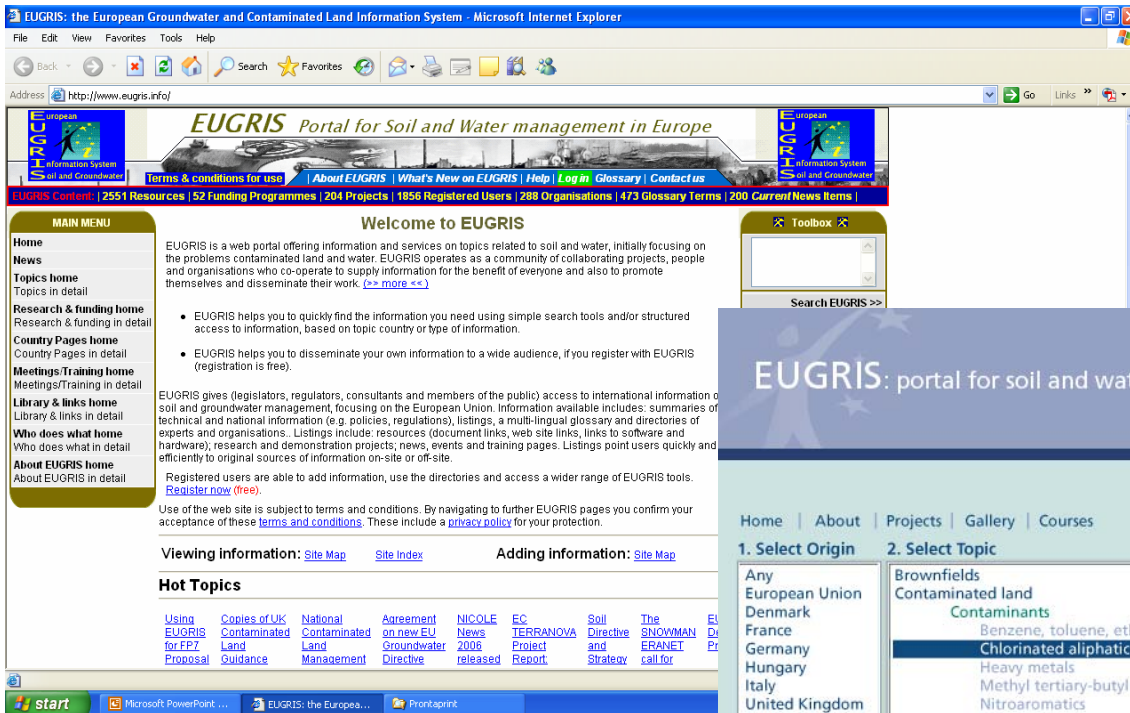 EUGRIS: the European Groundwater and Contaminated Land Information System - Microsoft Internet Explorer
File Edit View Favorites Tools Help
Back Search Favorites
Address http://www.eugris.info/ Go Links »
European
EUGRIS Portal for Soil and Water management in Europe
European
Information System
Soil and Groundwater
Information System
Soil and Groundwater
Terms & conditions for use | About EUGRIS | What's New on EUGRIS | Help | Log in Glossary | Contact us
EUGRIS Content: | 2551 Resources | 52 Funding Programmes | 204 Projects | 1856 Registered Users | 288 Organisations | 473 Glossary Terms | 200 Current News Items |
MAIN MENU
Home
News
Topics home
Topics in detail
Research & funding home
Research & funding in detail
Country Pages home
Country Pages in detail
Meetings/Training home
Meetings/Training in detail
Library & links home
Library & links in detail
Who does what home
Who does what in detail
About EUGRIS home
About EUGRIS in detail
Welcome to EUGRIS
EUGRIS is a web portal offering information and services on topics related to soil and water, initially focusing on
the problems contaminated land and water. EUGRIS operates as a community of collaborating projects, people
and organisations who co-operate to supply information for the benefit of everyone and also to promote
themselves and disseminate their work. (>> more << )
• EUGRIS helps you to quickly find the information you need using simple search tools and/or structured
access to information, based on topic country or type of information.
• EUGRIS helps you to disseminate your own information to a wide audience, if you register with EUGRIS
(registration is free).
EUGRIS gives (legislators, regulators, consultants and members of the public) access to international information o
soil and groundwater management, focusing on the European Union. Information available includes: summaries of
technical and national information (e.g. policies, regulations), listings, a multi-lingual glossary and directories of
experts and organisations.. Listings include: resources (document links, web site links, links to software and
hardware); research and demonstration projects; news, events and training pages. Listings point users quickly and
efficiently to original sources of information on-site or off-site.
Registered users are able to add information, use the directories and access a wider range of EUGRIS tools.
Register now (free).
Use of the web site is subject to terms and conditions. By navigating to further EUGRIS pages you confirm your
acceptance of these terms and conditions. These include a privacy policy for your protection.
Viewing information: Site Map Site Index Adding information: Site Map
Hot Topics
Using Copies of UK National Agreement NICOLE EC Soil The EU
EUGRIS Contaminated Contaminated on new EU News TERRANOVA Directive SNOWMAN De
for FP7 Land Land Groundwater 2006 Project and ERANET Pr
Proposal Guidance Management Directive released Report: Strategy call for
Toolbox
Search EUGRIS >>
EUGRIS: portal for soil and wat
Home | About | Projects | Gallery | Courses
1. Select Origin 2. Select Topic
Any
European Union
Denmark
France
Germany
Hungary
Italy
United Kingdom
Brownfields
Contaminated land
Contaminants
Benzene, toluene, et
Chlorinated aliphatic
Heavy metals
Methyl tertiary-butyl
Nitroaromatics
start Microsoft PowerPoint ... EUGRIS: the Europea... Prontaprint